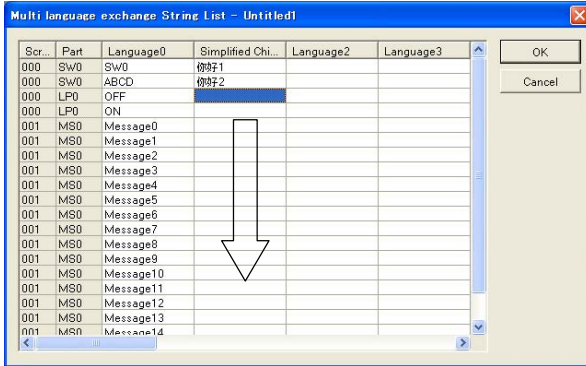 Multi language exchange String List - Untitled1
Scr... Part Language0 Simplified Chi... Language2 Language3
OK
Cancel
000 SW0 SW0 你好1
000 SW0 ABCD 你好2
000 LP0 OFF
000 LP0 ON
001 MS0 Message0
001 MS0 Message1
001 MS0 Message2
001 MS0 Message3
001 MS0 Message4
001 MS0 Message5
001 MS0 Message6
001 MS0 Message7
001 MS0 Message8
001 MS0 Message9
001 MS0 Message10
001 MS0 Message11
001 MS0 Message12
001 MS0 Message13
001 MS0 Message14